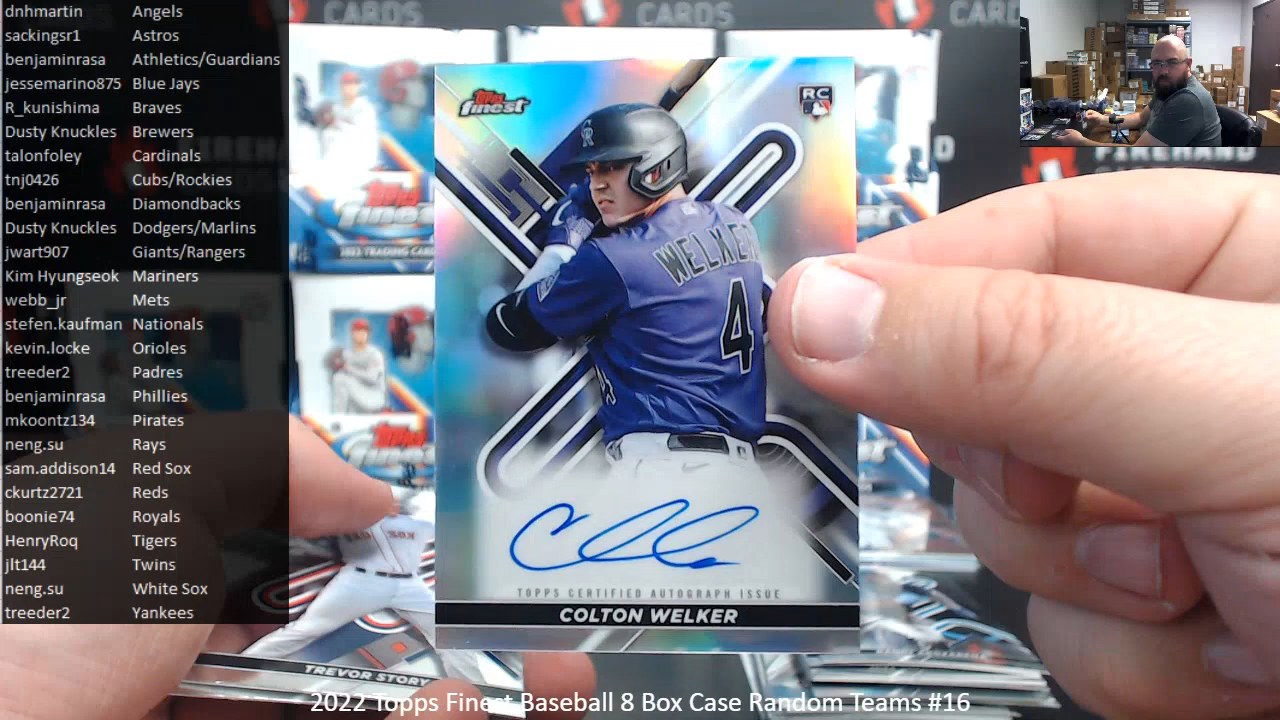 dnhmartin Angels
sackingsr1 Astros
benjaminrasa Athletics/Guardians
jessemarino875 Blue Jays
R_kunishima Braves
Dusty Knuckles Brewers
talonfoley Cardinals
tnj0426 Cubs/Rockies
benjaminrasa Diamondbacks
Dusty Knuckles Dodgers/Marlins
jwart907 Giants/Rangers
Kim Hyungseok Mariners
webb_jr Mets
stefen.kaufman Nationals
kevin.locke Orioles
treeder2 Padres
benjaminrasa Phillies
mkoontz134 Pirates
neng.su Rays
sam.addison14 Red Sox
ckurtz2721 Reds
boonie74 Royals
HenryRoq Tigers
jlt144 Twins
neng.su White Sox
treeder2 Yankees
CARDS
CARDS
FIREHAND
Topps
finest
RC
CR
WELKER
4
TOPPS CERTIFIED AUTOGRAPH ISSUE
COLTON WELKER
TREVOR STORY
2022 Topps Finest Baseball 8 Box Case Random Teams #16